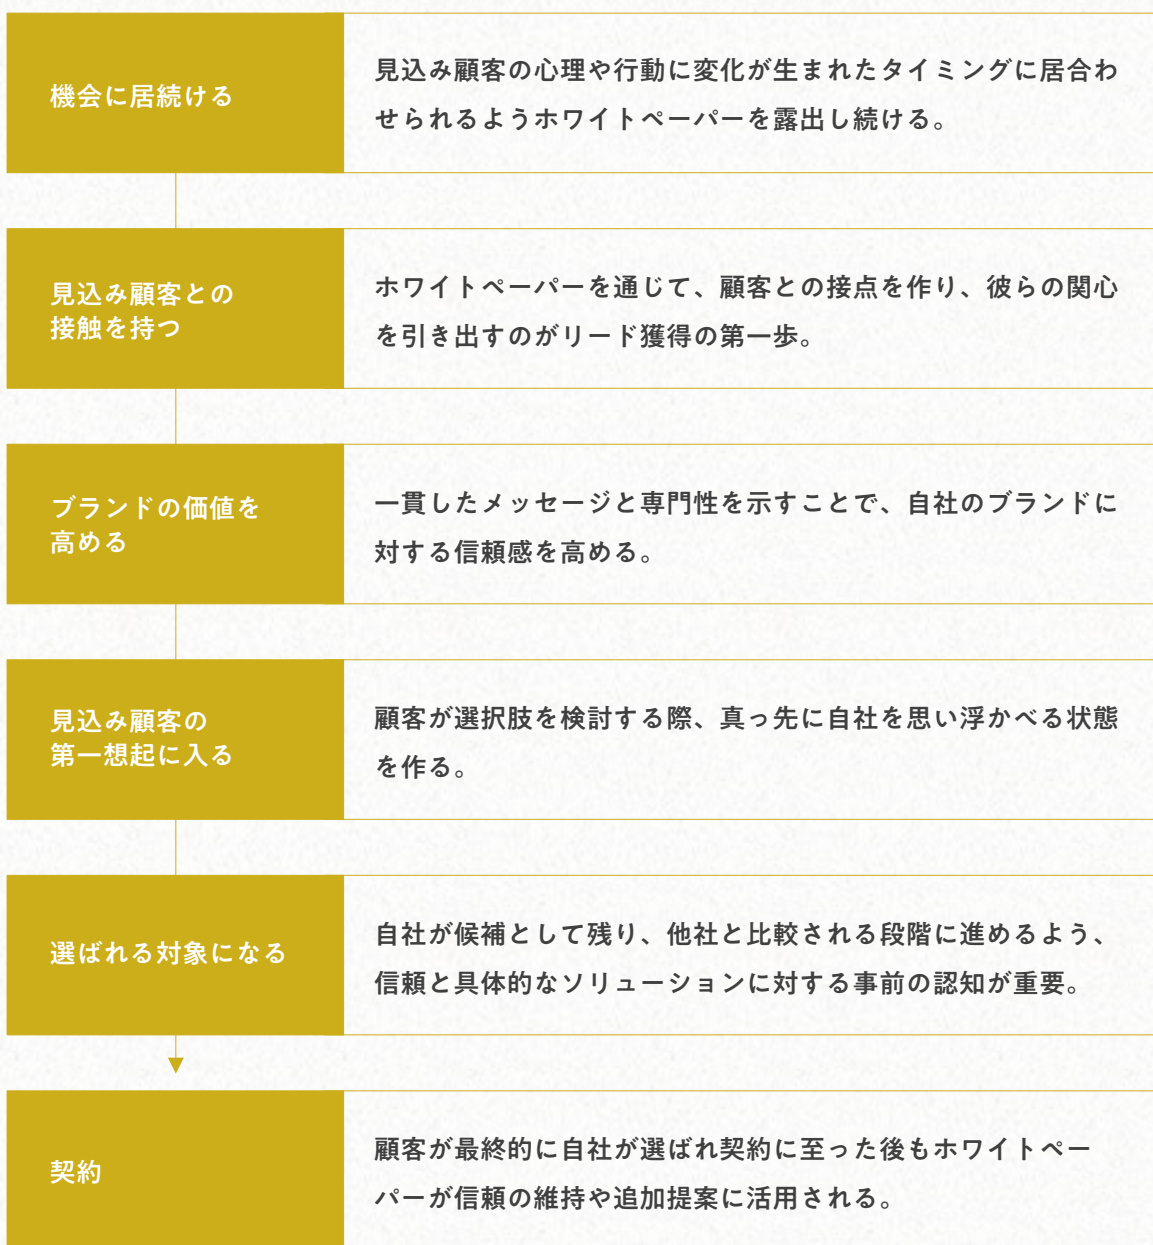 機会に居続ける
見込み顧客の心理や行動に変化が生まれたタイミングに居合わ
せられるようホワイトペーパーを露出し続ける。
見込み顧客との
接触を持つ
ホワイトペーパーを通じて、顧客との接点を作り、彼らの関心
を引き出すのがリード獲得の第一歩。
ブランドの価値を
高める
一貫したメッセージと専門性を示すことで、自社のブランドに
対する信頼感を高める。
見込み顧客の
第一想起に入る
顧客が選択肢を検討する際、真っ先に自社を思い浮かべる状態
を作る。
選ばれる対象になる
自社が候補として残り、他社と比較される段階に進めるよう、
信頼と具体的なソリューションに対する事前の認知が重要。
契約
顧客が最終的に自社が選ばれ契約に至った後もホワイトペー
パーが信頼の維持や追加提案に活用される。